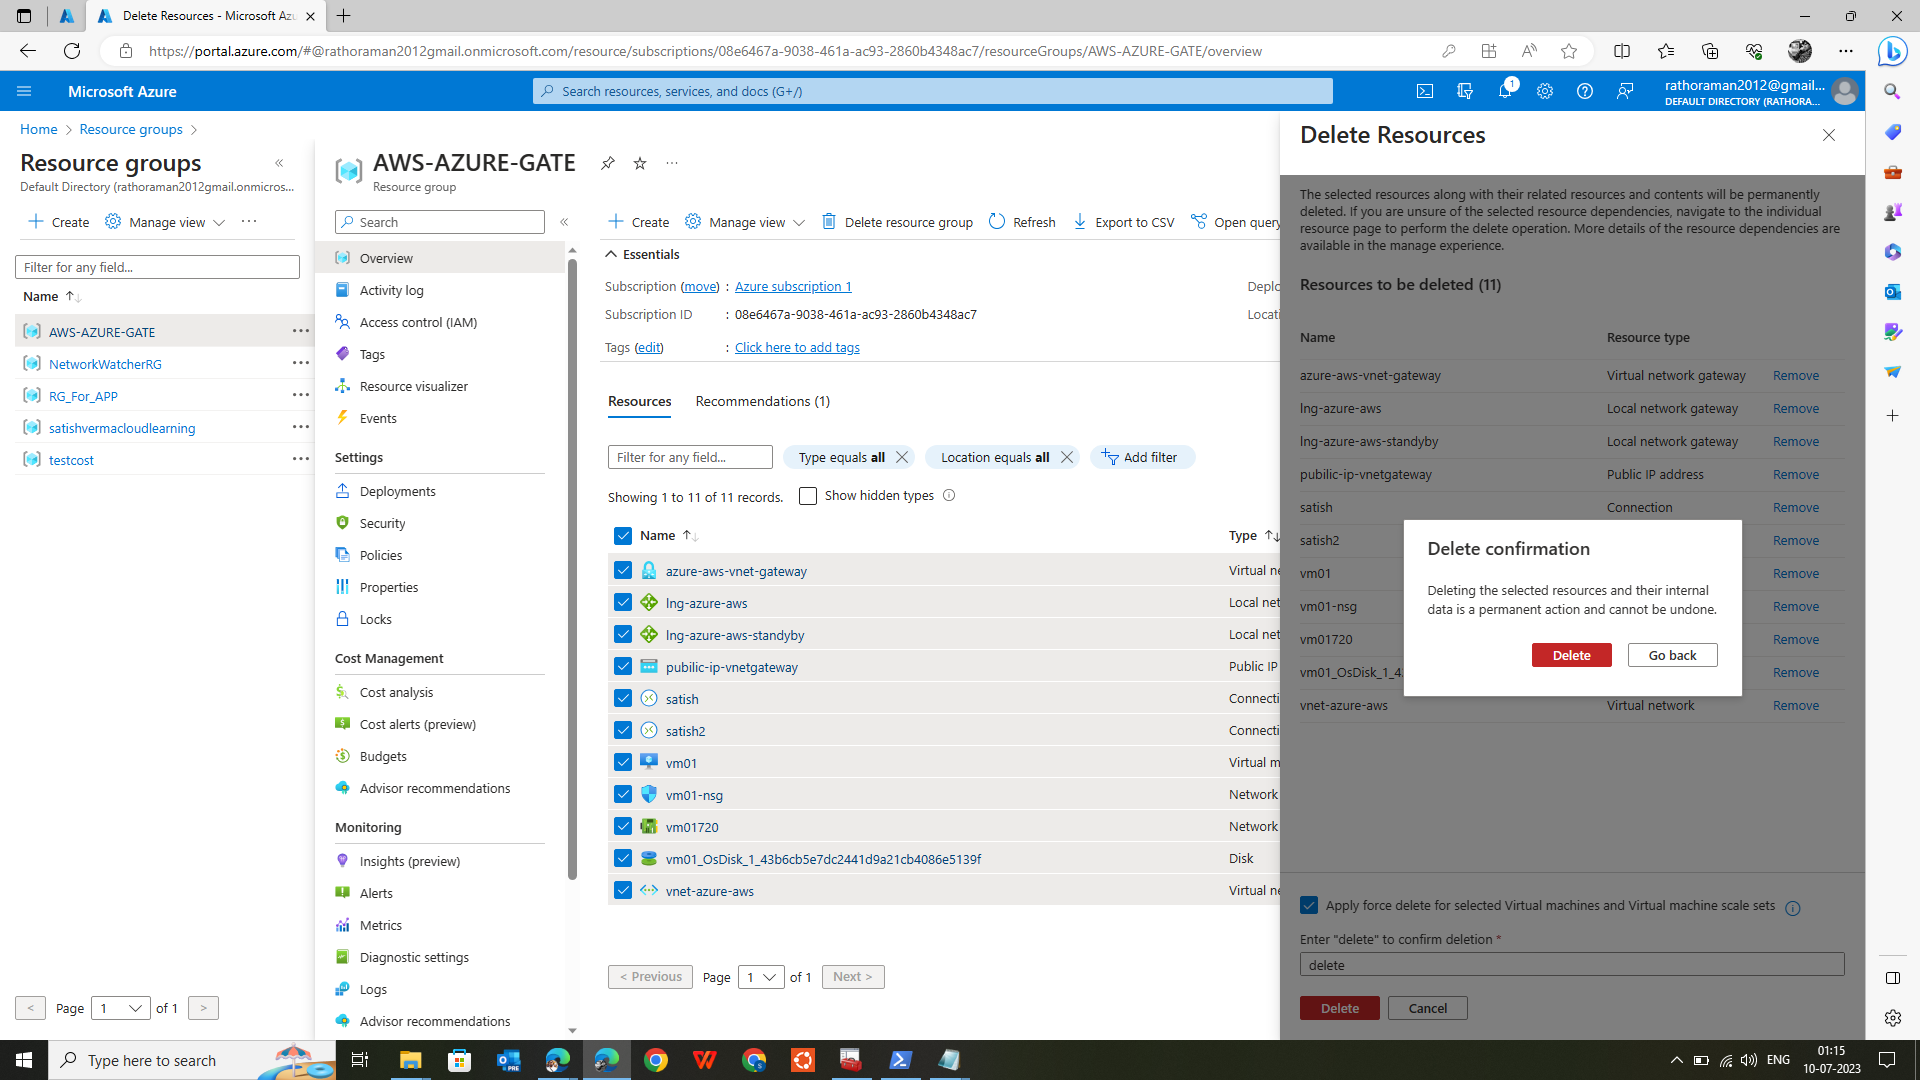 Delete Resources - Microsoft Azu
https://portal.azure.com/#@rathoraman2012gmail.onmicrosoft.com/resource/subscriptions/08e6467a-9038-461a-ac93-2860b4348ac7/resourceGroups/AWS-AZURE-GATE/overview
Microsoft Azure
Search resources, services, and docs (G+/)
1
rathoraman2012@gmail...
DEFAULT DIRECTORY (RATHORA...
Home
Resource groups
Resource groups
Default Directory (rathoraman2012gmail.onmicros...
Create
Manage view
Filter for any field...
Name
AWS-AZURE-GATE
NetworkWatcherRG
RG_For_APP
satishvermacloudlearning
testcost
< Page 1 of 1 >
AWS-AZURE-GATE
Resource group
Search
Overview
Activity log
Access control (IAM)
Tags
Resource visualizer
Events
Settings
Deployments
Security
Policies
Properties
Locks
Cost Management
Cost analysis
Cost alerts (preview)
Budgets
Advisor recommendations
Monitoring
Insights (preview)
Alerts
Metrics
Diagnostic settings
Logs
Advisor recommendations
Create
Manage view
Delete resource group
Refresh
Export to CSV
Open query
Essentials
Subscription (move) : Azure subscription 1
Deplo
Subscription ID : 08e6467a-9038-461a-ac93-2860b4348ac7
Locati
Tags (edit) : Click here to add tags
Resources
Recommendations (1)
Filter for any field...
Type equals all
Location equals all
Add filter
Showing 1 to 11 of 11 records.
Show hidden types
Name
Type
azure-aws-vnet-gateway Virtual ne
lng-azure-aws Local net
lng-azure-aws-standyby Local net
pubilic-ip-vnetgateway Public IP
satish Connecti
satish2 Connecti
vm01 Virtual m
vm01-nsg Network
vm01720 Network
vm01_OsDisk_1_43b6cb5e7dc2441d9a21cb4086e5139f Disk
vnet-azure-aws Virtual ne
< Previous Page 1 of 1 Next >
Delete Resources
The selected resources along with their related resources and contents will be permanently
deleted. If you are unsure of the selected resource dependencies, navigate to the individual
resource page to perform the delete operation. More details of the resource dependencies are
available in the manage experience.
Resources to be deleted (11)
Name Resource type
azure-aws-vnet-gateway Virtual network gateway Remove
lng-azure-aws Local network gateway Remove
lng-azure-aws-standyby Local network gateway Remove
pubilic-ip-vnetgateway Public IP address Remove
satish Connection Remove
satish2 Remove
vm01 Remove
vm01-nsg Remove
vm01720 Remove
vm01_OsDisk_1_43 Remove
vnet-azure-aws Virtual network Remove
Delete confirmation
Deleting the selected resources and their internal
data is a permanent action and cannot be undone.
Delete
Go back
Apply force delete for selected Virtual machines and Virtual machine scale sets
Enter "delete" to confirm deletion *
delete
Delete
Cancel
Type here to search
PRE
ENG
01:15
10-07-2023